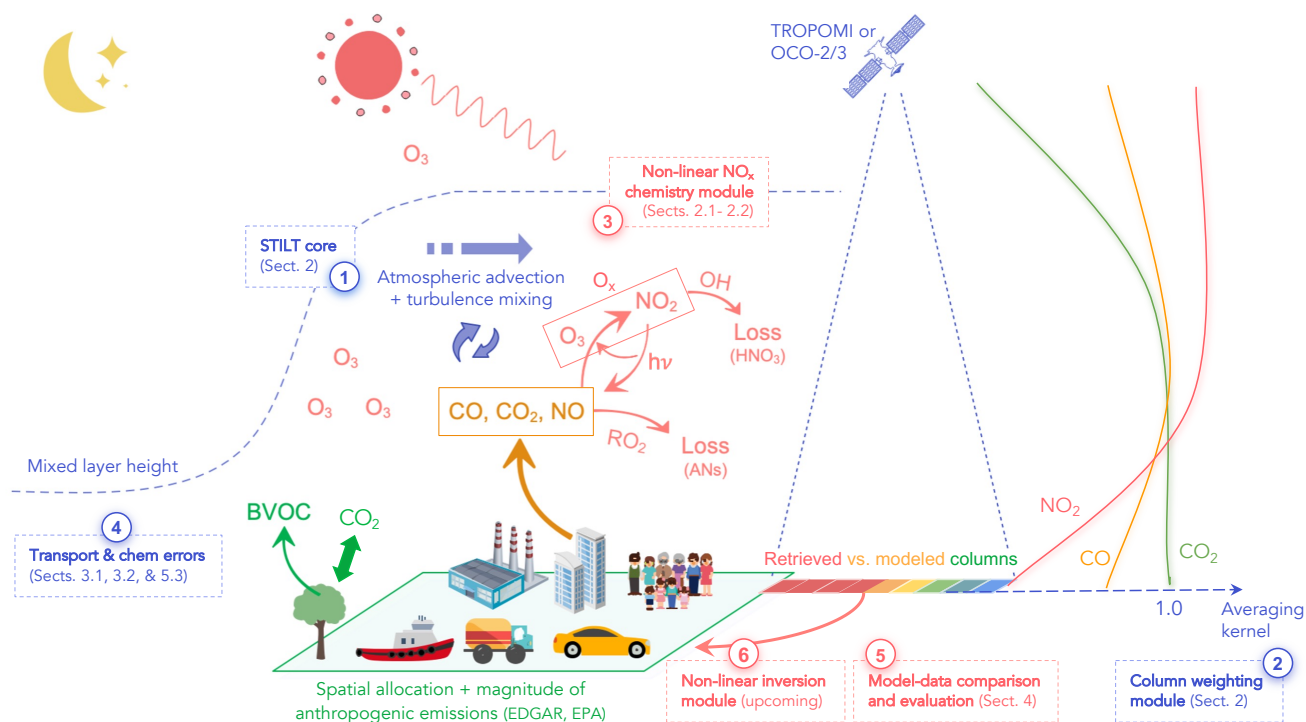 TROPOMI or
OCO-2/3
O₃
Non-linear NOₓ
chemistry module
(Sects. 2.1- 2.2)
3
STILT core
(Sect. 2)
1
Atmospheric advection
+ turbulence mixing
Oₓ
NO₂
OH
O₃
Loss
(HNO₃)
hν
O₃
O₃
O₃
CO, CO₂, NO
RO₂
Loss
(ANs)
Mixed layer height
4
Transport & chem errors
(Sects. 3.1, 3.2, & 5.3)
BVOC
CO₂
NO₂
CO
CO₂
Retrieved vs. modeled columns
1.0
Averaging
kernel
6
Non-linear inversion
module (upcoming)
5
Model-data comparison
and evaluation (Sect. 4)
2
Column weighting
module (Sect. 2)
Spatial allocation + magnitude of
anthropogenic emissions (EDGAR, EPA)